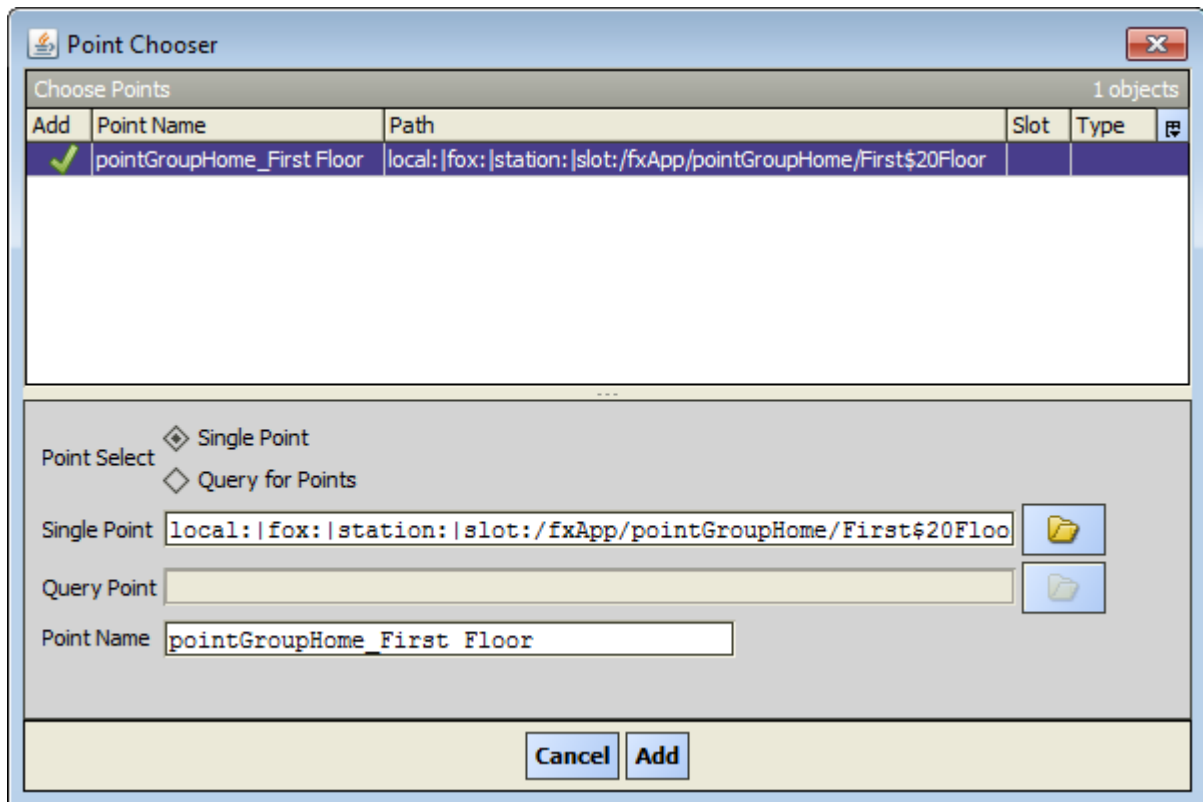 Point Chooser
Choose Points 1 objects
Add Point Name Path Slot Type
pointGroupHome_First Floor local:|fox:|station:|slot:/fxApp/pointGroupHome/First$20Floor
Point Select
Single Point
Query for Points
Single Point local:|fox:|station:|slot:/fxApp/pointGroupHome/First$20Floo
Query Point
Point Name pointGroupHome_First Floor
Cancel Add